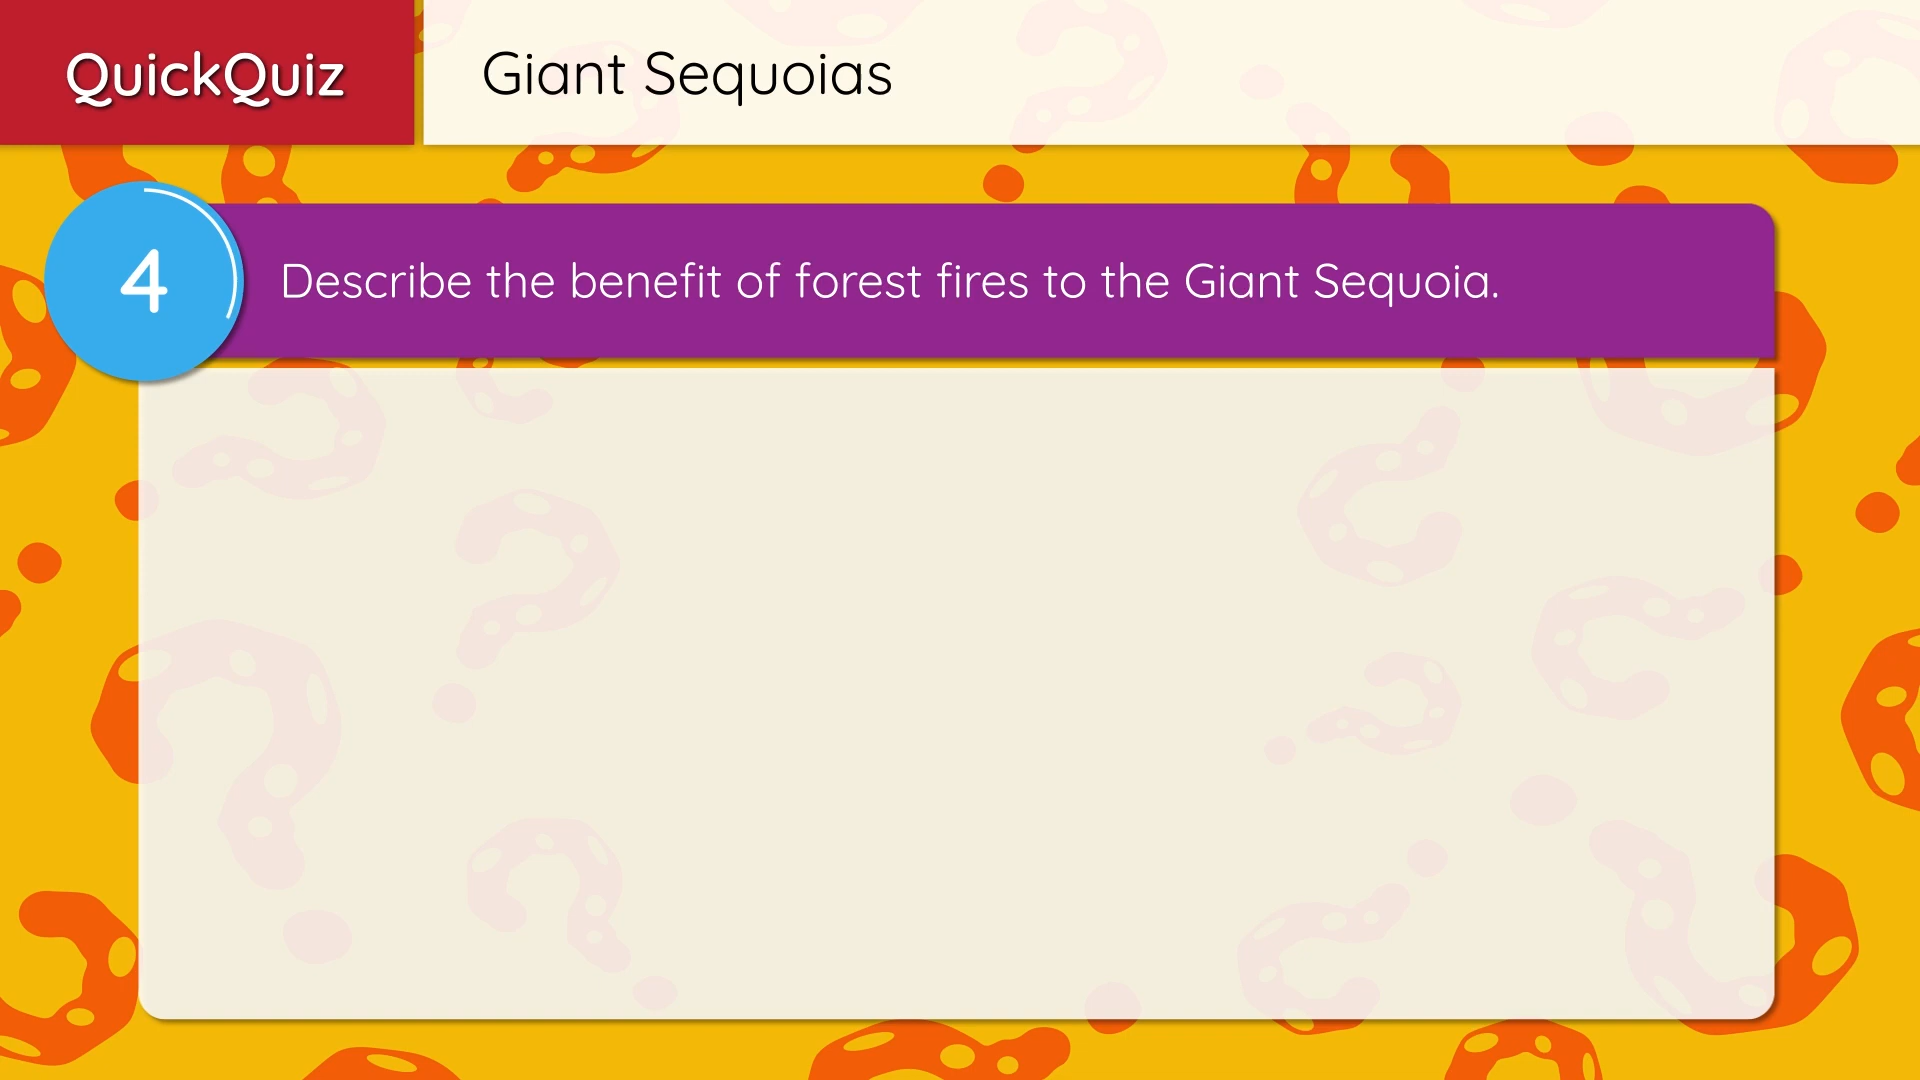 QuickQuiz
Giant Sequoias
4
Describe the benefit of forest fires to the Giant Sequoia.